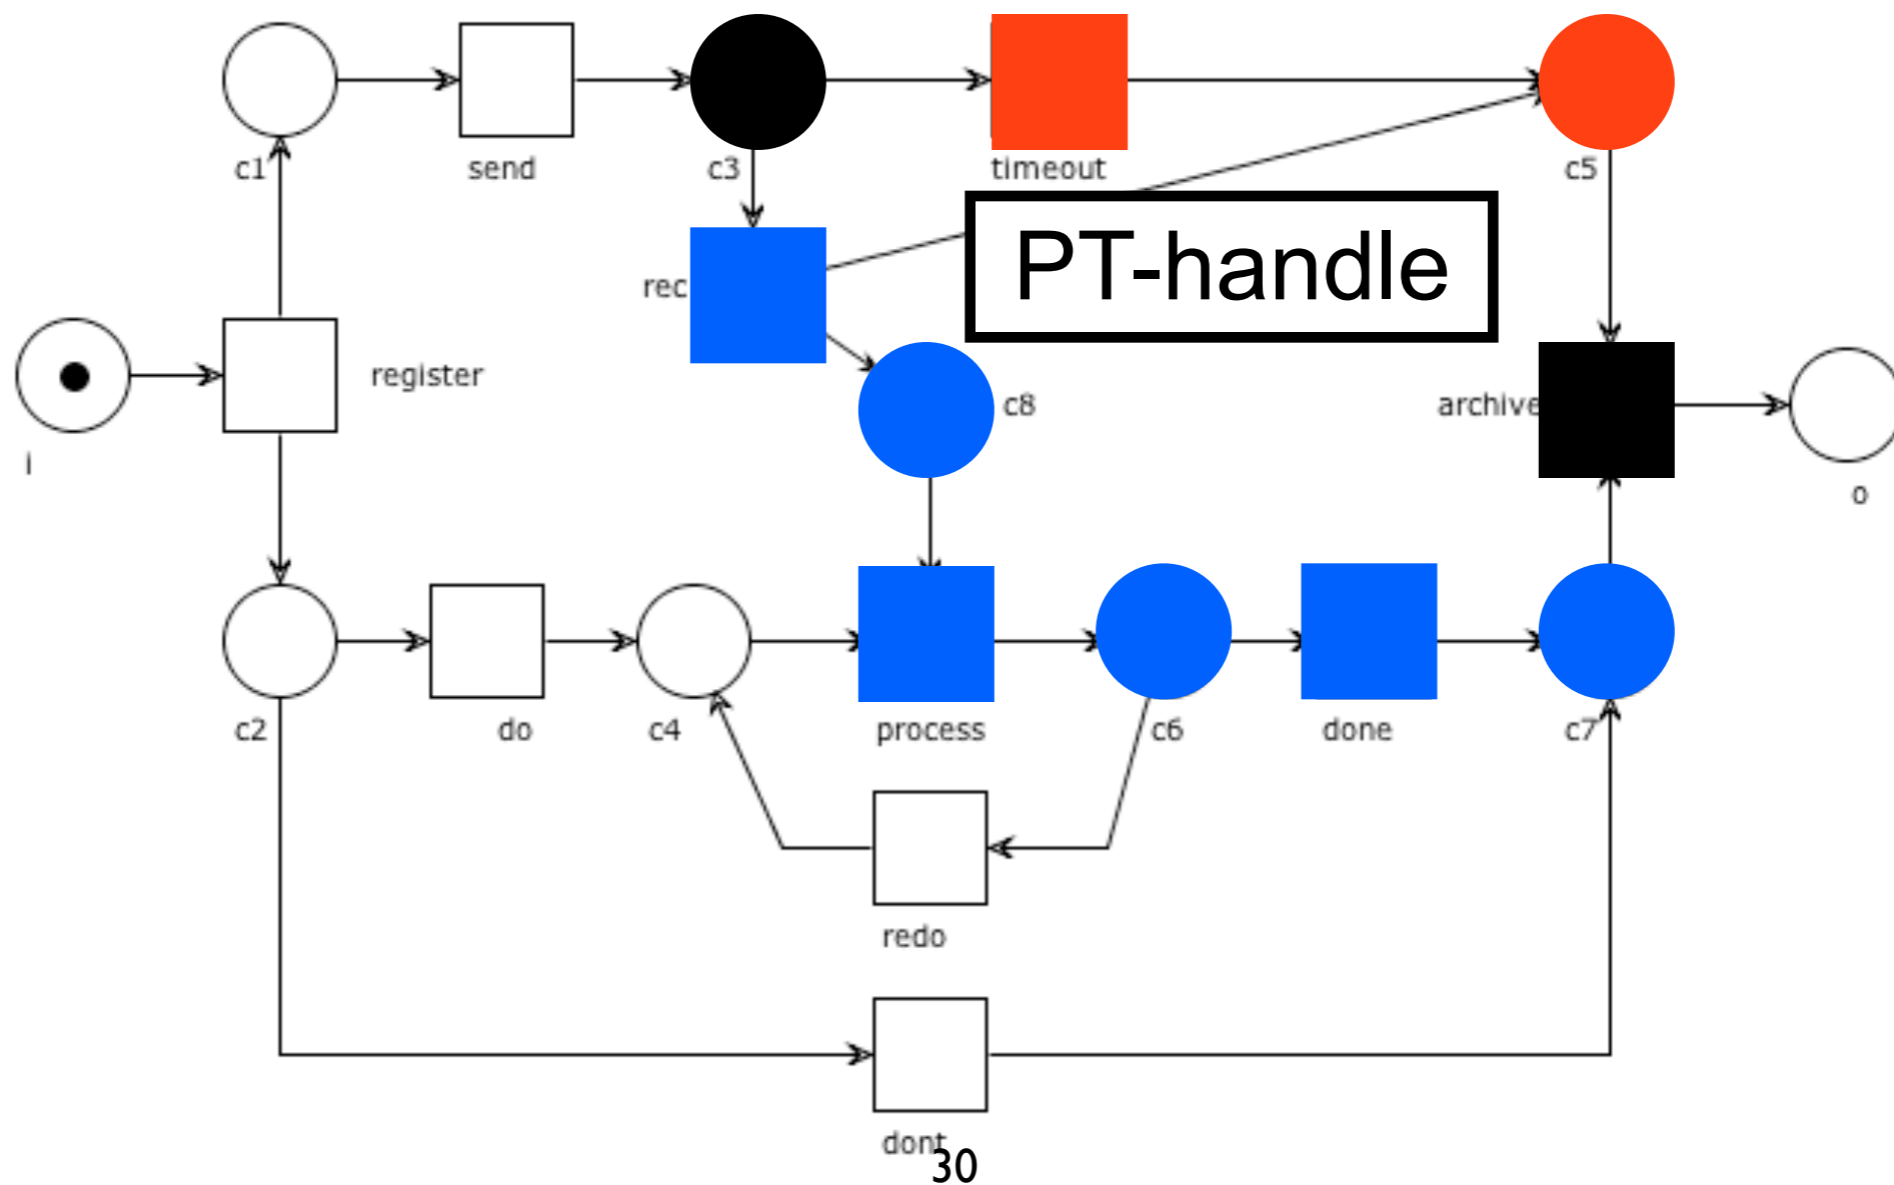 c1
send
c3
timeout
c5
rec
PT-handle
i
register
c8
archive
o
c2
do
c4
process
c6
done
c7
redo
dont
30